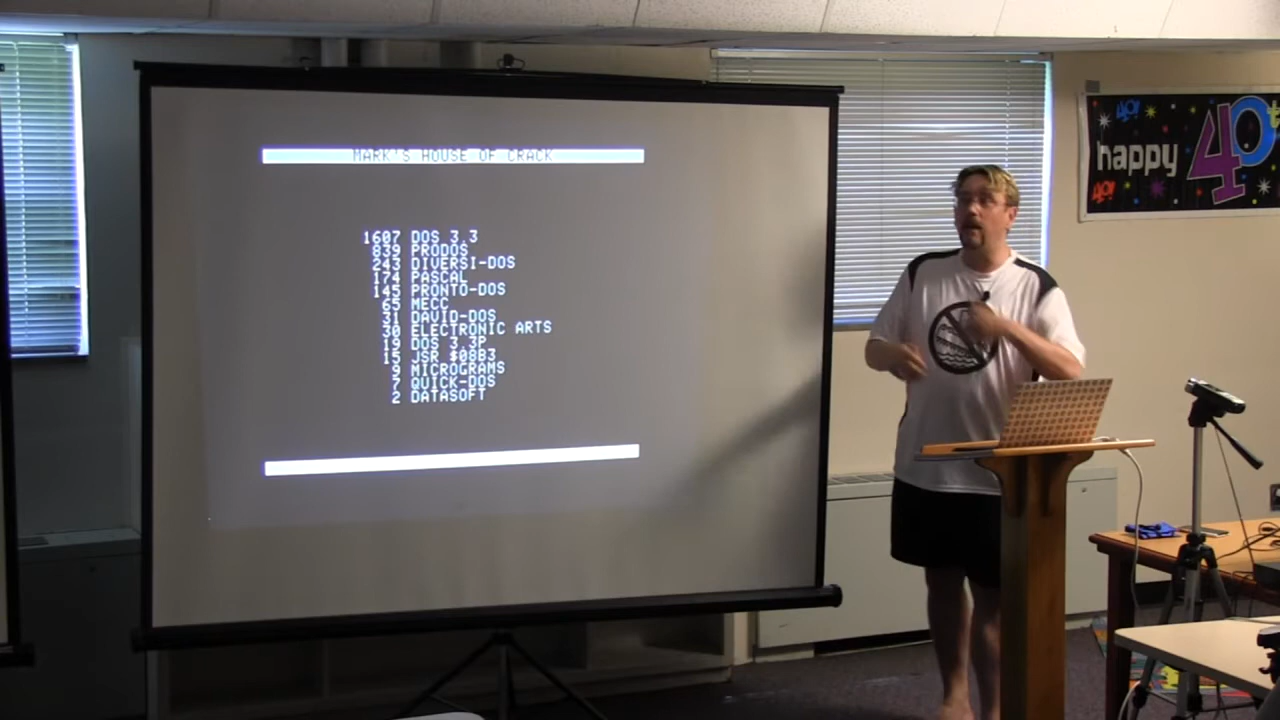 MARK'S HOUSE OF CRACK
1607 DOS 3.3
839 PRODOS
243 DIVERSI-DOS
174 PASCAL
145 PRONTO-DOS
65 MECC
31 DAVID-DOS
30 ELECTRONIC ARTS
19 DOS 3.3P
15 JSR $08B3
9 MICROGRAMS
7 QUICK-DOS
2 DATASOFT
40!
happy 40t
40!